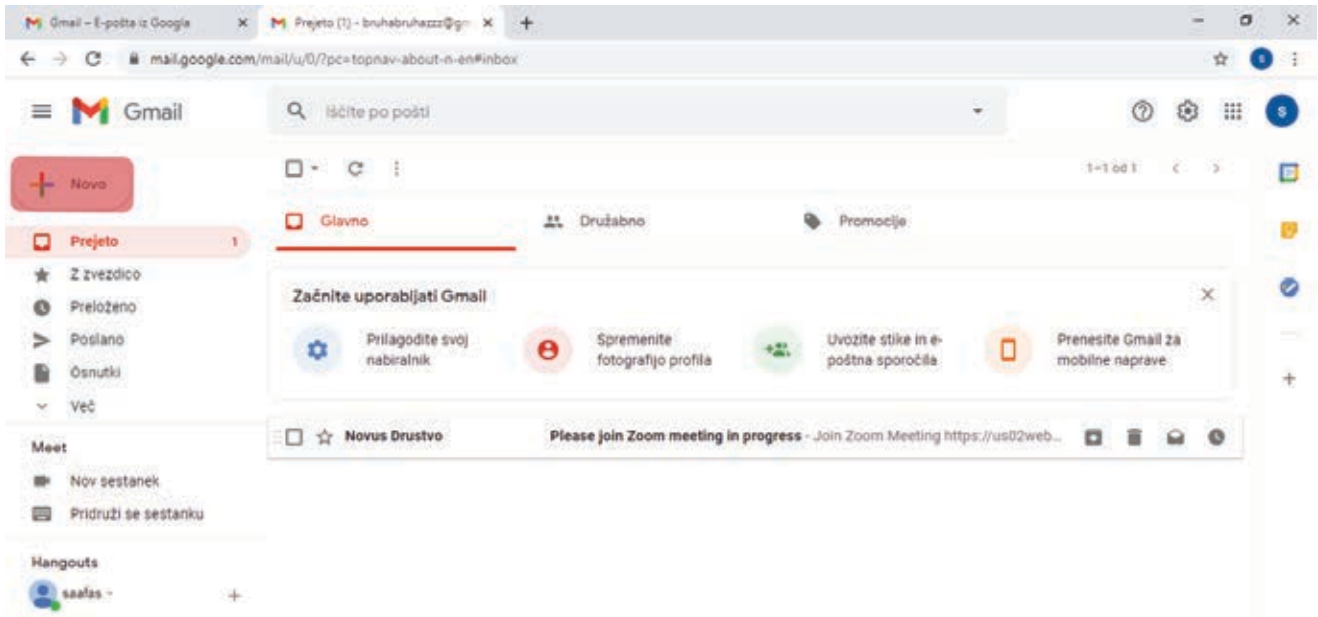 Gmail – E-pošta iz Google
Prejeto (1) - bruhabruhazzz@gm
mail.google.com/mail/u/0/?pc=topnav-about-n-en#inbox
Gmail
Iščite po pošti
S
Novo
1–1 od 1
Glavno
Družabno
Promocije
Prejeto 1
Z zvezdico
Preloženo
Poslano
Osnutki
Več
Začnite uporabljati Gmail
Prilagodite svoj
nabiralnik
Spremenite
fotografijo profila
Uvozite stike in e-
poštna sporočila
Prenesite Gmail za
mobilne naprave
Novus Drustvo Please join Zoom meeting in progress - Join Zoom Meeting https://us02web...
Meet
Nov sestanek
Pridruži se sestanku
Hangouts
saafas